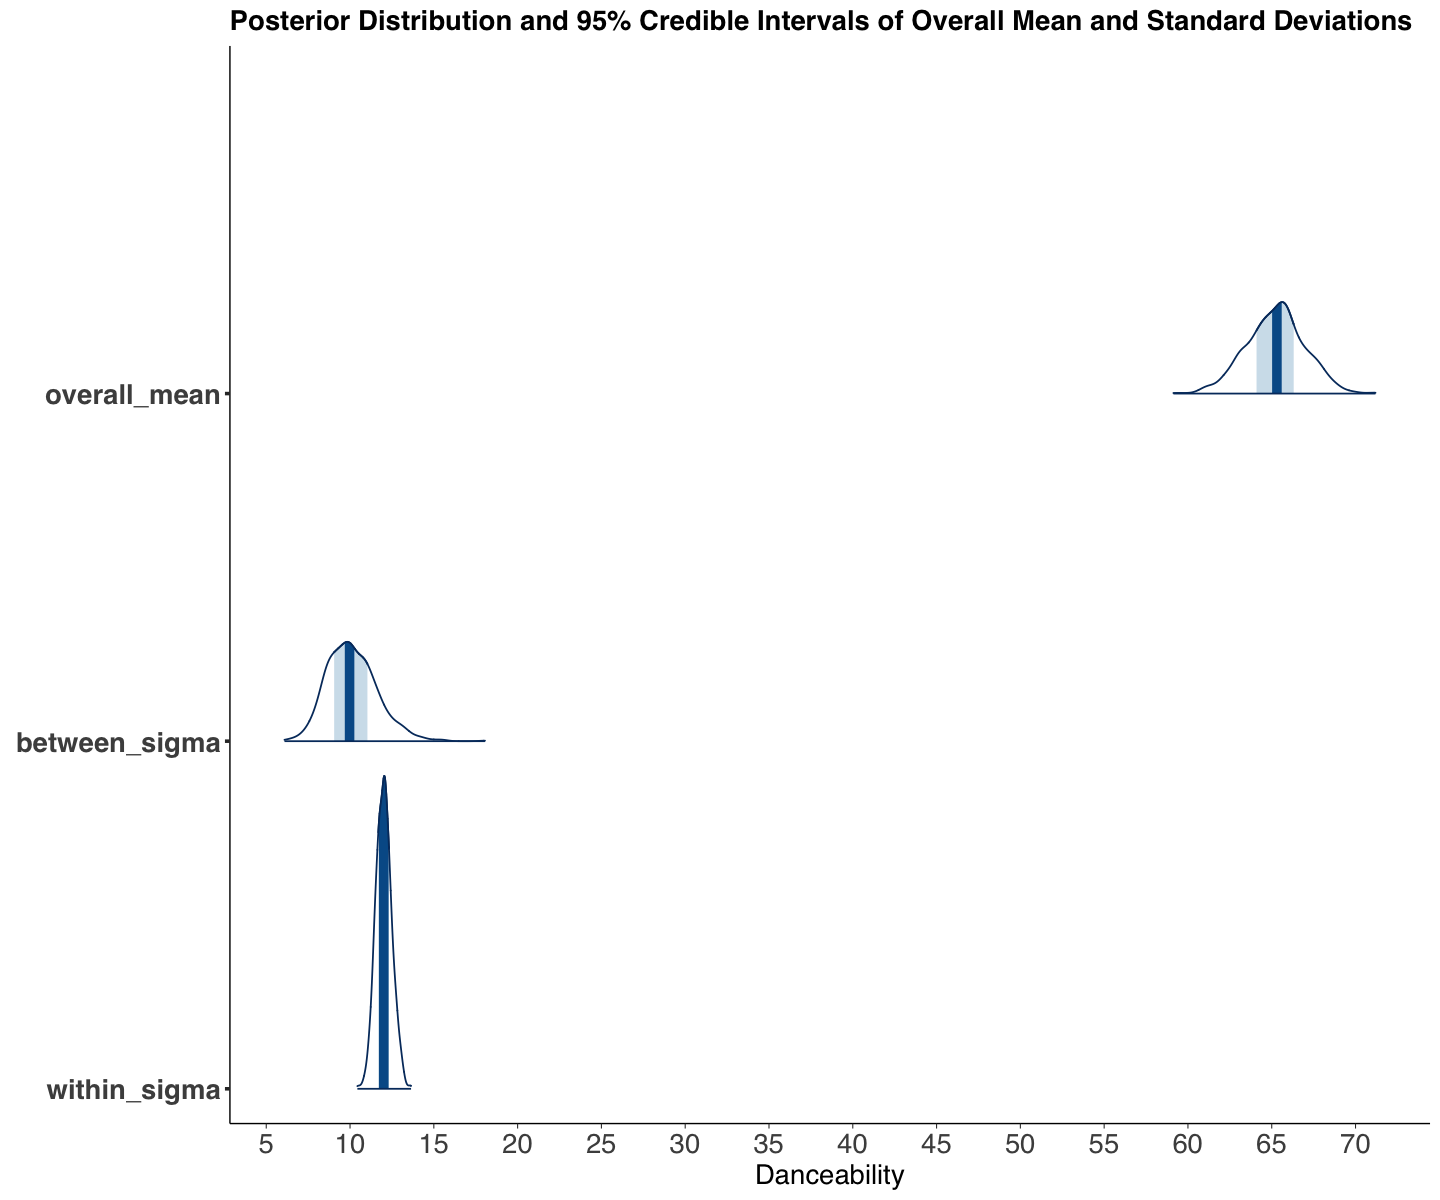 Posterior Distribution and 95% Credible Intervals of Overall Mean and Standard Deviations
overall_mean
between_sigma
within_sigma
5 10 15 20 25 30 35 40 45 50 55 60 65 70
Danceability